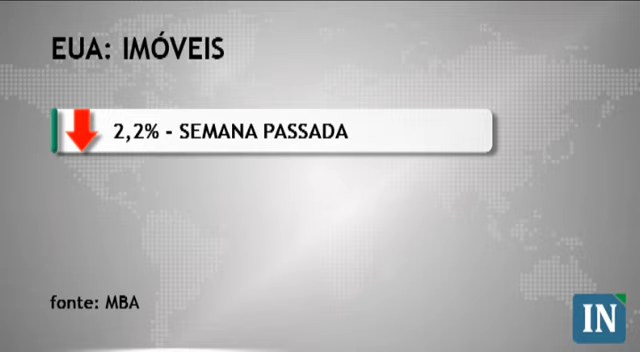 EUA: IMÓVEIS
2,2% - SEMANA PASSADA
fonte: MBA
IN